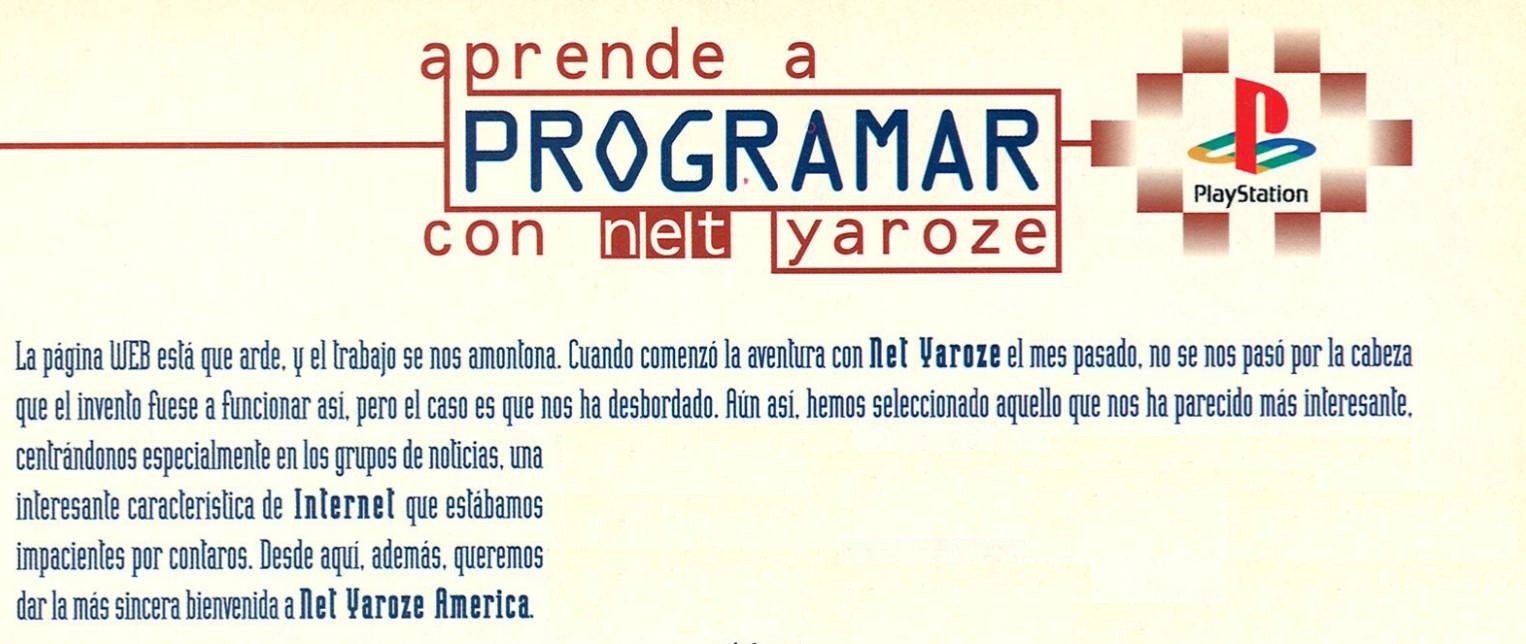 aprende a
PROGRAMAR
con net yaroze
PlayStation
La página WEB está que arde, y el trabajo se nos amontona. Cuando comenzó la aventura con Net Yaroze el mes pasado, no se nos pasó por la cabeza
que el invento fuese a funcionar así, pero el caso es que nos ha desbordado. Aún así, hemos seleccionado aquello que nos ha parecido más interesante,
centrándonos especialmente en los grupos de noticias, una
interesante característica de Internet que estábamos
impacientes por contaros. Desde aquí, además, queremos
dar la más sincera bienvenida a Net Yaroze America.